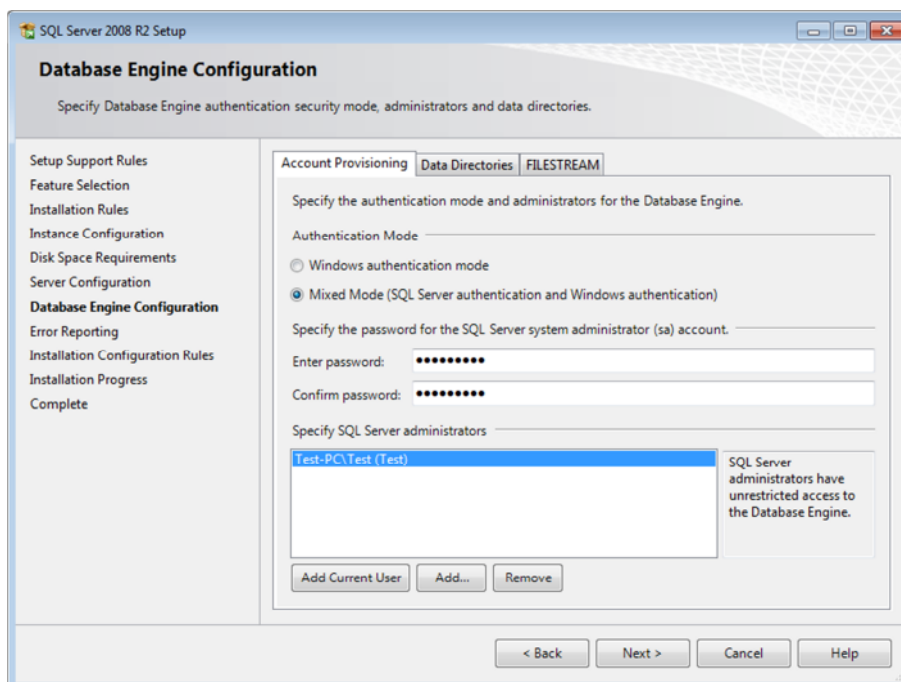 SQL Server 2008 R2 Setup
Database Engine Configuration
Specify Database Engine authentication security mode, administrators and data directories.
Setup Support Rules
Feature Selection
Installation Rules
Instance Configuration
Disk Space Requirements
Server Configuration
Database Engine Configuration
Error Reporting
Installation Configuration Rules
Installation Progress
Complete
Account Provisioning Data Directories FILESTREAM
Specify the authentication mode and administrators for the Database Engine.
Authentication Mode
Windows authentication mode
Mixed Mode (SQL Server authentication and Windows authentication)
Specify the password for the SQL Server system administrator (sa) account.
Enter password: •••••••••
Confirm password: •••••••••
Specify SQL Server administrators
Test-PC\Test (Test)
SQL Server
administrators have
unrestricted access to
the Database Engine.
Add Current User Add... Remove
< Back Next > Cancel Help